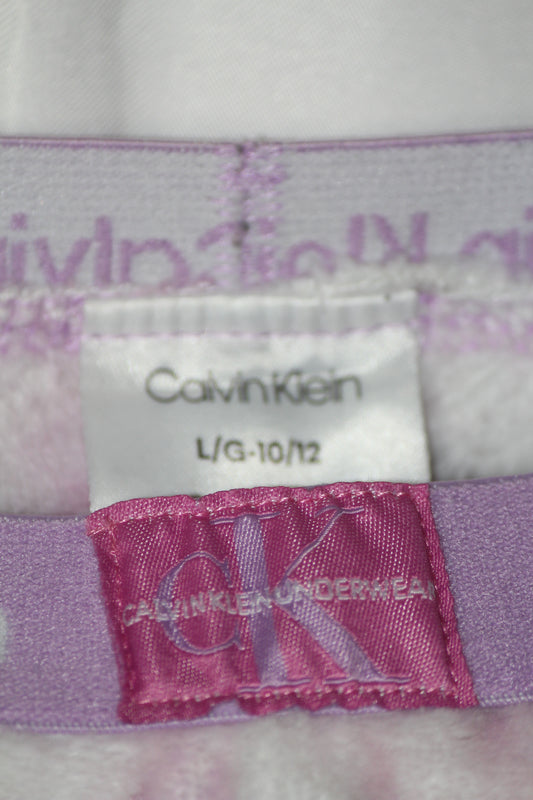 Calvin Klein
L/G-10/12
CK
CALVIN KLEIN UNDERWEAR